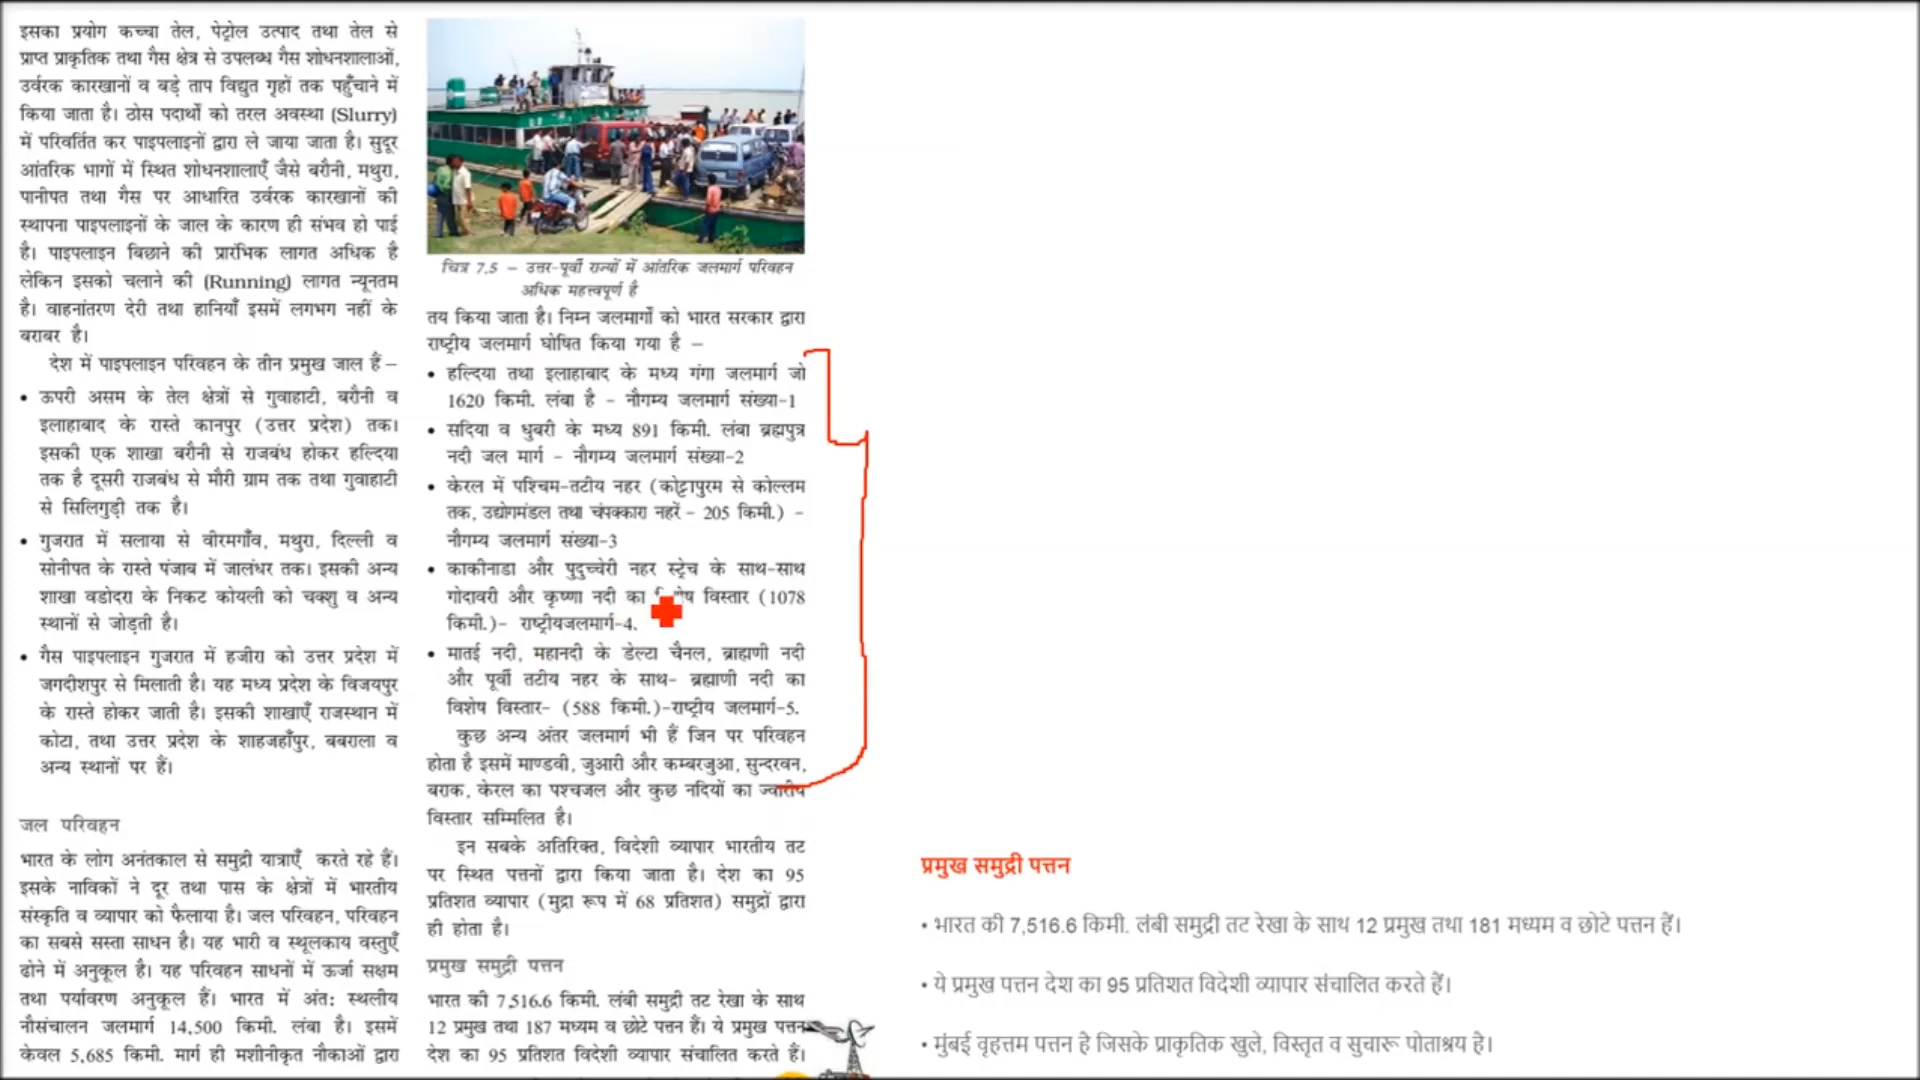 इसका प्रयोग कच्चा तेल, पेट्रोल उत्पाद तथा तेल से
प्राप्त प्राकृतिक तथा गैस क्षेत्र से उपलब्ध गैस शोधनशालाओं,
उर्वरक कारखानों व बड़े ताप विद्युत गृहों तक पहुँचाने में
किया जाता है। ठोस पदार्थों को तरल अवस्था (Slurry)
में परिवर्तित कर पाइपलाइनों द्वारा ले जाया जाता है। सुदूर
आंतरिक भागों में स्थित शोधनशालाएँ जैसे बरौनी, मथुरा,
पानीपत तथा गैस पर आधारित उर्वरक कारखानों की
स्थापना पाइपलाइनों के जाल के कारण ही संभव हो पाई
है। पाइपलाइन बिछाने की प्रारंभिक लागत अधिक है
लेकिन इसको चलाने की (Running) लागत न्यूनतम
है। वाहनांतरण देरी तथा हानियाँ इसमें लगभग नहीं के
बराबर है।
देश में पाइपलाइन परिवहन के तीन प्रमुख जाल हैं –
• ऊपरी असम के तेल क्षेत्रों से गुवाहाटी, बरौनी व
इलाहाबाद के रास्ते कानपुर (उत्तर प्रदेश) तक।
इसकी एक शाखा बरौनी से राजबंध होकर हल्दिया
तक है दूसरी राजबंध से मौरी ग्राम तक तथा गुवाहाटी
से सिलिगुड़ी तक है।
• गुजरात में सलाया से वीरमगाँव, मथुरा, दिल्ली व
सोनीपत के रास्ते पंजाब में जालंधर तक। इसकी अन्य
शाखा वडोदरा के निकट कोयली को चक्शु व अन्य
स्थानों से जोड़ती है।
• गैस पाइपलाइन गुजरात में हजीरा को उत्तर प्रदेश में
जगदीशपुर से मिलाती है। यह मध्य प्रदेश के विजयपुर
के रास्ते होकर जाती है। इसकी शाखाएँ राजस्थान में
कोटा, तथा उत्तर प्रदेश के शाहजहाँपुर, बबराला व
अन्य स्थानों पर हैं।
जल परिवहन
भारत के लोग अनंतकाल से समुद्री यात्राएँ करते रहे हैं।
इसके नाविकों ने दूर तथा पास के क्षेत्रों में भारतीय
संस्कृति व व्यापार को फैलाया है। जल परिवहन, परिवहन
का सबसे सस्ता साधन है। यह भारी व स्थूलकाय वस्तुएँ
ढोने में अनुकूल है। यह परिवहन साधनों में ऊर्जा सक्षम
तथा पर्यावरण अनुकूल हैं। भारत में अंतः स्थलीय
नौसंचालन जलमार्ग 14,500 किमी. लंबा है। इसमें
केवल 5,685 किमी. मार्ग ही मशीनीकृत नौकाओं द्वारा
चित्र 7.5 – उत्तर-पूर्वी राज्यों में आंतरिक जलमार्ग परिवहन
अधिक महत्त्वपूर्ण है
तय किया जाता है। निम्न जलमार्गों को भारत सरकार द्वारा
राष्ट्रीय जलमार्ग घोषित किया गया है –
• हल्दिया तथा इलाहाबाद के मध्य गंगा जलमार्ग जो
1620 किमी. लंबा है – नौगम्य जलमार्ग संख्या-1
• सदिया व धुबरी के मध्य 891 किमी. लंबा ब्रह्मपुत्र
नदी जल मार्ग – नौगम्य जलमार्ग संख्या-2
• केरल में पश्चिम-तटीय नहर (कोट्टापुरम से कोल्लम
तक, उद्योगमंडल तथा चंपक्कारा नहरें – 205 किमी.) –
नौगम्य जलमार्ग संख्या-3
• काकीनाडा और पुदुच्चेरी नहर स्ट्रेच के साथ-साथ
गोदावरी और कृष्णा नदी का विस्तार (1078
किमी.)– राष्ट्रीयजलमार्ग-4.
• मातई नदी, महानदी के डेल्टा चैनल, ब्राह्मणी नदी
और पूर्वी तटीय नहर के साथ- ब्रह्माणी नदी का
विशेष विस्तार- (588 किमी.)-राष्ट्रीय जलमार्ग-5.
कुछ अन्य अंतर जलमार्ग भी हैं जिन पर परिवहन
होता है इसमें माण्डवी, जुआरी और कम्बरजुआ, सुन्दरवन,
बराक, केरल का पश्चजल और कुछ नदियों का ज्वारीय
विस्तार सम्मिलित है।
इन सबके अतिरिक्त, विदेशी व्यापार भारतीय तट
पर स्थित पत्तनों द्वारा किया जाता है। देश का 95
प्रतिशत व्यापार (मुद्रा रूप में 68 प्रतिशत) समुद्रों द्वारा
ही होता है।
प्रमुख समुद्री पत्तन
भारत की 7,516.6 किमी. लंबी समुद्री तट रेखा के साथ
12 प्रमुख तथा 187 मध्यम व छोटे पत्तन हैं। ये प्रमुख पत्तन
देश का 95 प्रतिशत विदेशी व्यापार संचालित करते हैं।
प्रमुख समुद्री पत्तन
• भारत की 7,516.6 किमी. लंबी समुद्री तट रेखा के साथ 12 प्रमुख तथा 181 मध्यम व छोटे पत्तन हैं।
• ये प्रमुख पत्तन देश का 95 प्रतिशत विदेशी व्यापार संचालित करते हैं।
• मुंबई वृहत्तम पत्तन है जिसके प्राकृतिक खुले, विस्तृत व सुचारू पोताश्रय है।